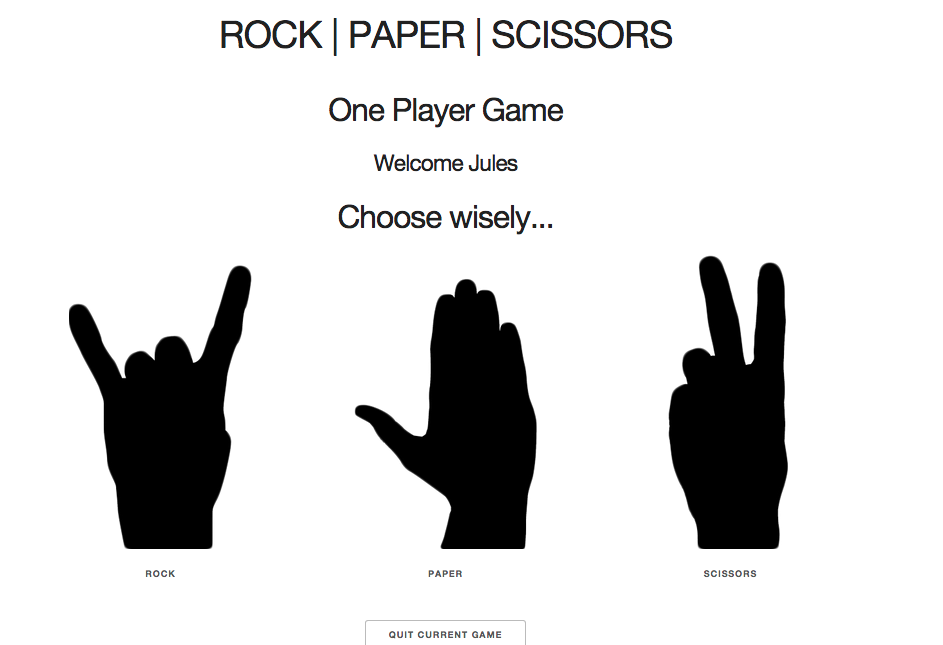 ROCK | PAPER | SCISSORS
One Player Game
Welcome Jules
Choose wisely...
ROCK
PAPER
SCISSORS
QUIT CURRENT GAME